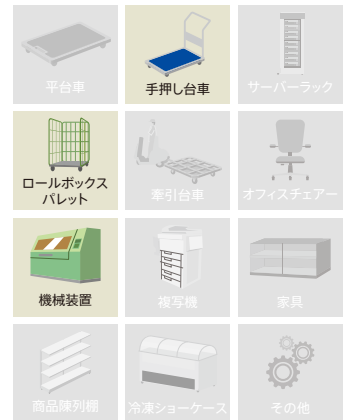 平台車
手押し台車
サーバーラック
ロールボックス
パレット
牽引台車
オフィスチェアー
機械装置
複写機
家具
商品陳列棚
冷凍ショーケース
その他